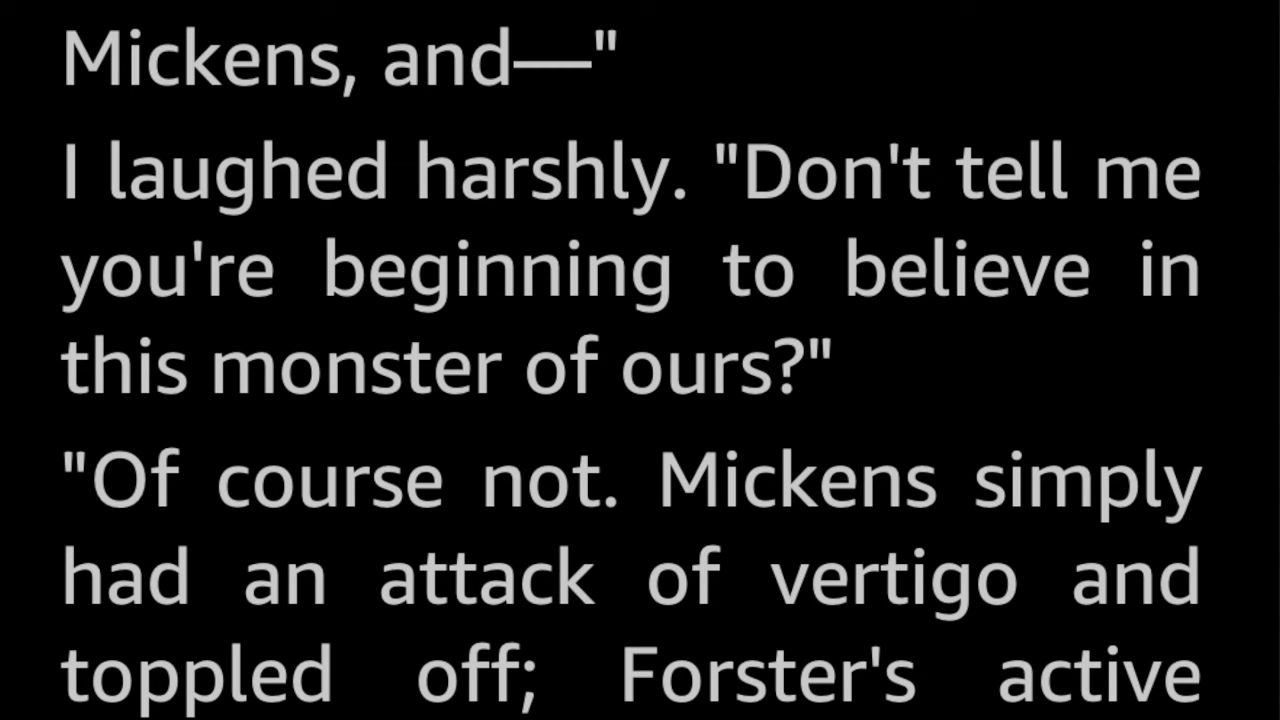 Mickens, and—"
I laughed harshly. "Don't tell me
you're beginning to believe in
this monster of ours?"
"Of course not. Mickens simply
had an attack of vertigo and
toppled off; Forster's active